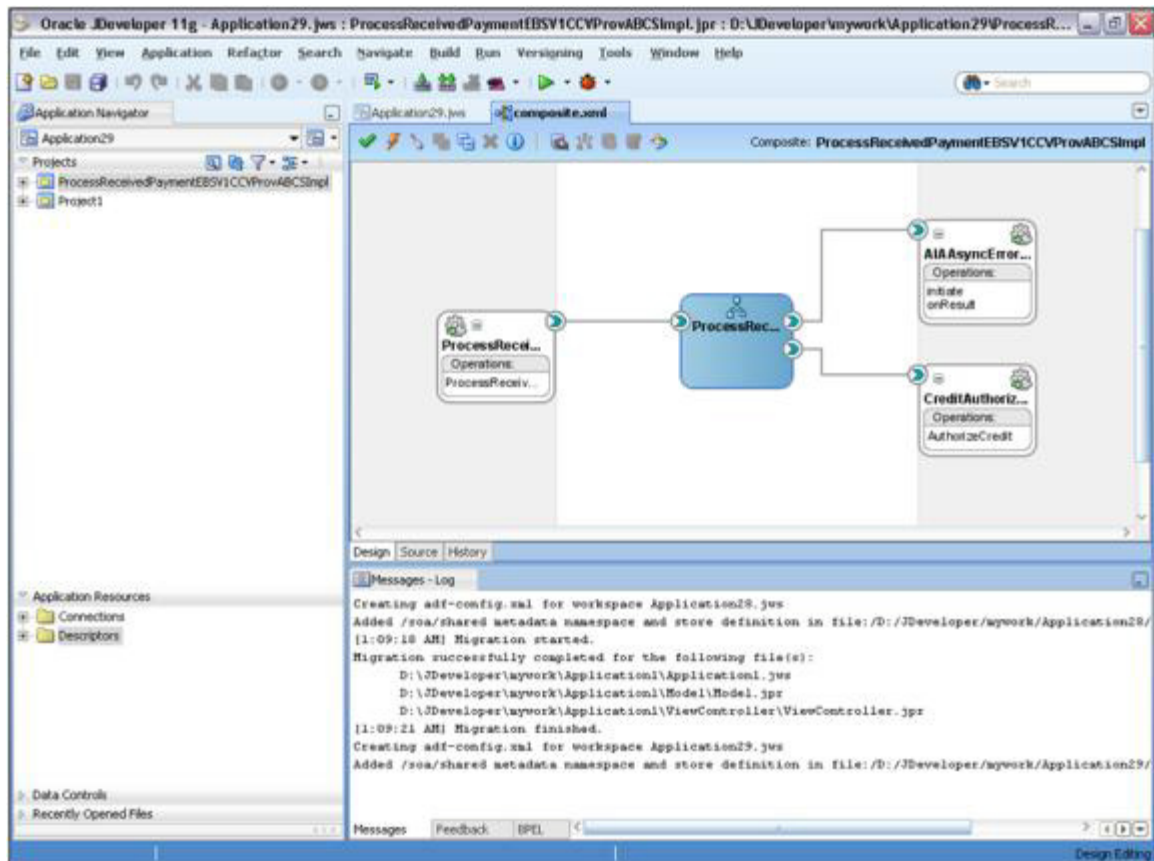 Oracle JDeveloper 11g - Application29.jws : ProcessReceivedPaymentEBSV1CCVProvABCSImpl.jpr : D:\JDeveloper\mywork\Application29\ProcessR...
File Edit View Application Refactor Search Navigate Build Run Versioning Tools Window Help
Search
Application Navigator
Application29.jws
composite.xml
Application29
Composite: ProcessReceivedPaymentEBSV1CCVProvABCSImpl
Projects
ProcessReceivedPaymentEBSV1CCVProvABCSImpl
Project1
AIAAsyncError...
Operations:
initiate
onResult
ProcessRec...
ProcessRecei...
Operations:
ProcessReceiv...
CreditAuthoriz...
Operations:
AuthorizeCredit
Design Source History
Messages - Log
Application Resources
Connections
Descriptors
Creating adf-config.xml for workspace Application28.jws
Added /soa/shared metadata namespace and store definition in file:/D:/JDeveloper/mywork/Application28/
[1:09:18 AM] Migration started.
Migration successfully completed for the following file(s):
D:\JDeveloper\mywork\Application1\Application1.jws
D:\JDeveloper\mywork\Application1\Model\Model.jpr
D:\JDeveloper\mywork\Application1\ViewController\ViewController.jpr
[1:09:21 AM] Migration finished.
Creating adf-config.xml for workspace Application29.jws
Added /soa/shared metadata namespace and store definition in file:/D:/JDeveloper/mywork/Application29/
Data Controls
Recently Opened Files
Messages Feedback BPEL
Design Editing